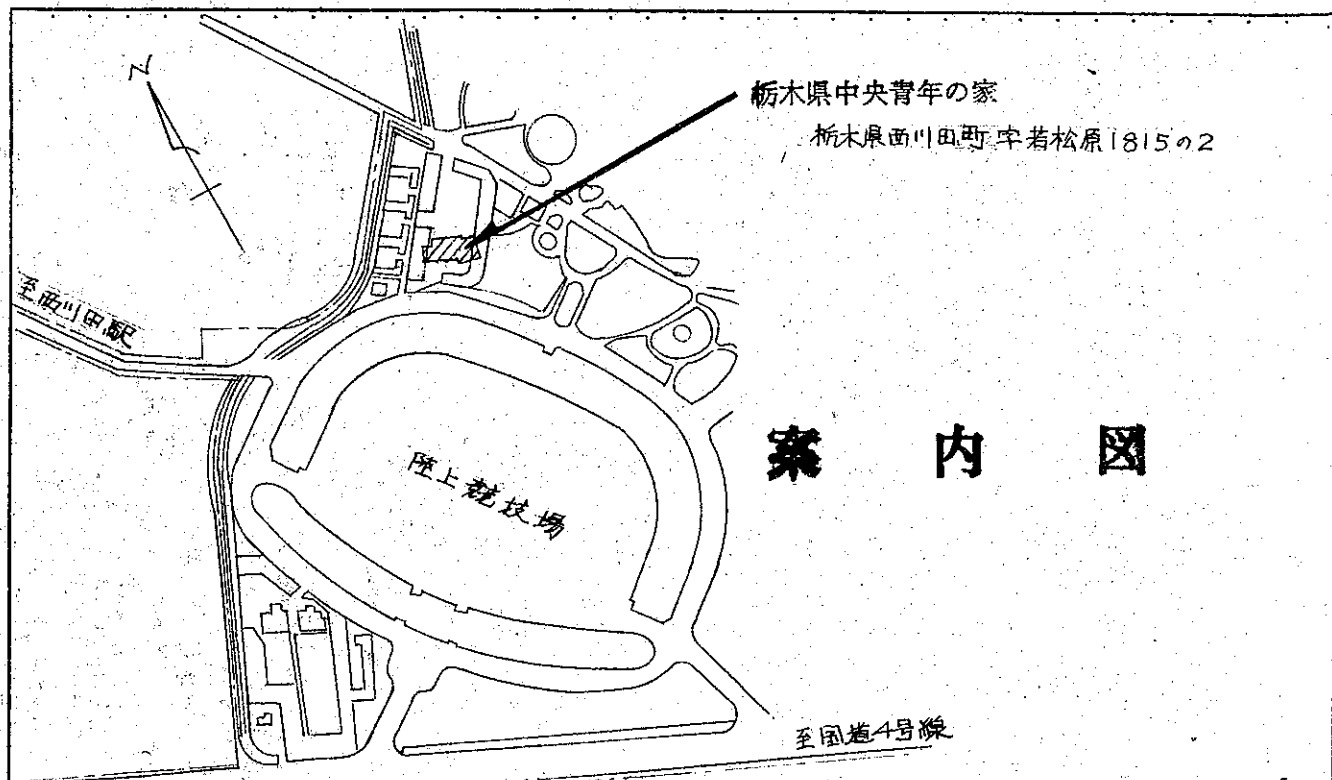 N
栃木県中央青年の家
栃木県西川田町字若松原1815の2
至西川田駅
案内図
陸上競技場
至国道4号線